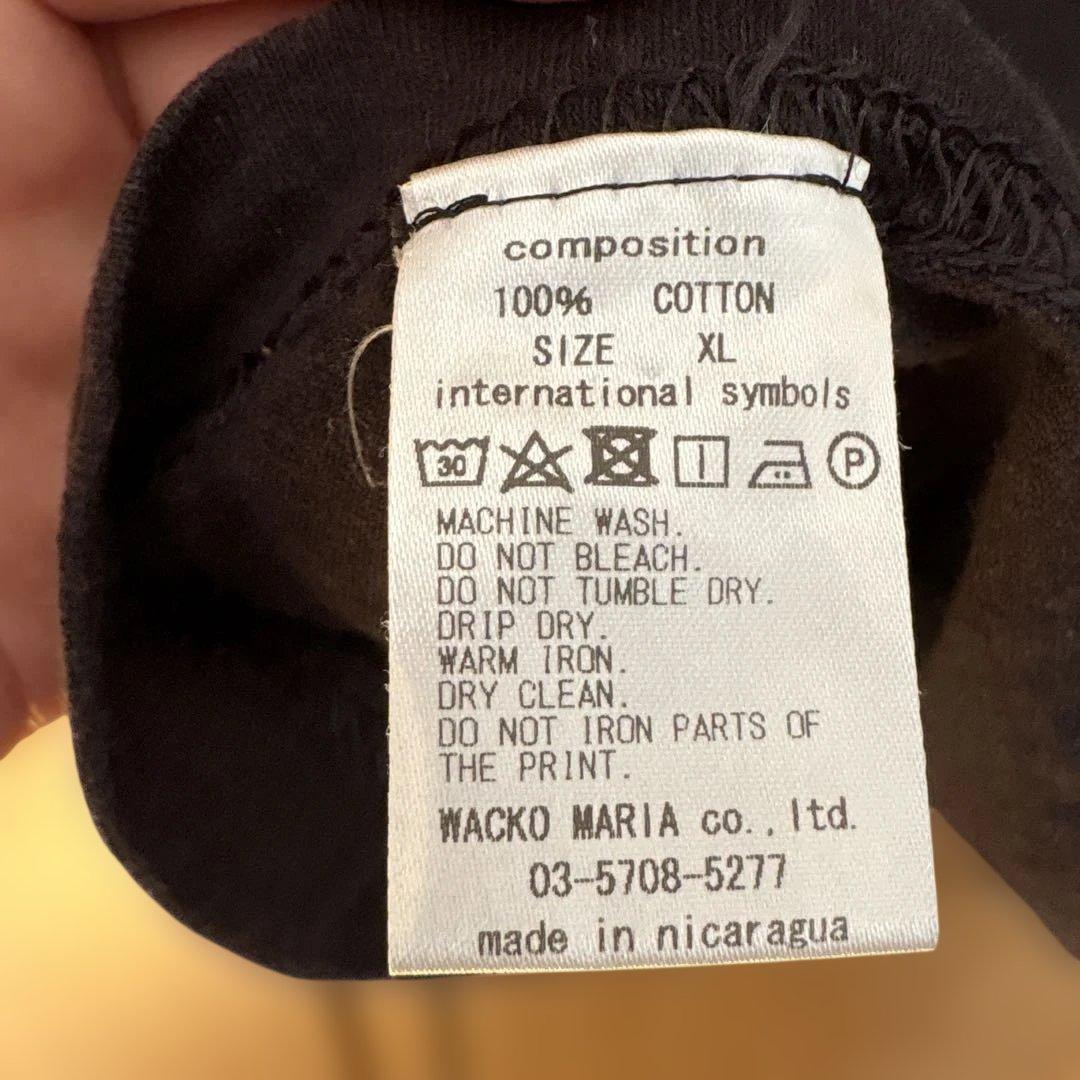 composition
100% COTTON
SIZE XL
international symbols
30 P
MACHINE WASH.
DO NOT BLEACH.
DO NOT TUMBLE DRY.
DRIP DRY.
WARM IRON.
DRY CLEAN.
DO NOT IRON PARTS OF
THE PRINT.
WACKO MARIA co., ltd.
03-5708-5277
made in nicaragua